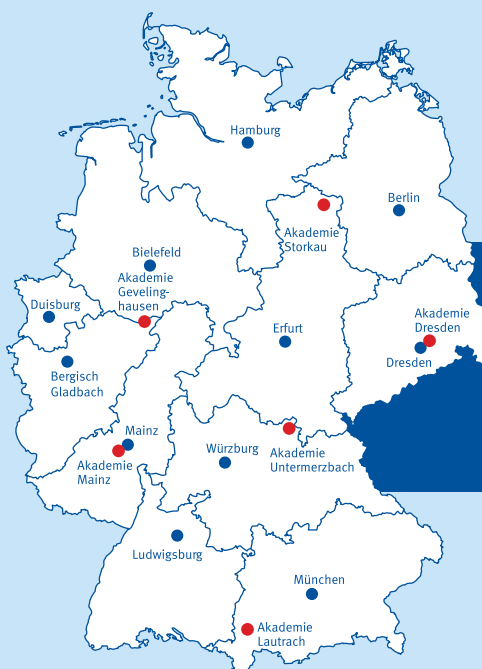 Hamburg
Berlin
Akademie
Storkau
Bielefeld
Akademie
Geveling-
hausen
Duisburg
Akademie
Dresden
Erfurt
Dresden
Bergisch
Gladbach
Mainz
Akademie
Mainz
Würzburg
Akademie
Untermerzbach
Ludwigsburg
München
Akademie
Lautrach